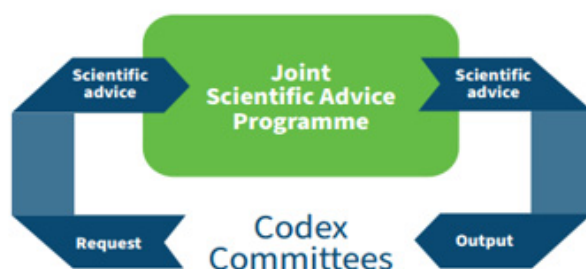 Scientific
advice
Joint
Scientific Advice
Programme
Scientific
advice
Request
Codex
Committees
Output